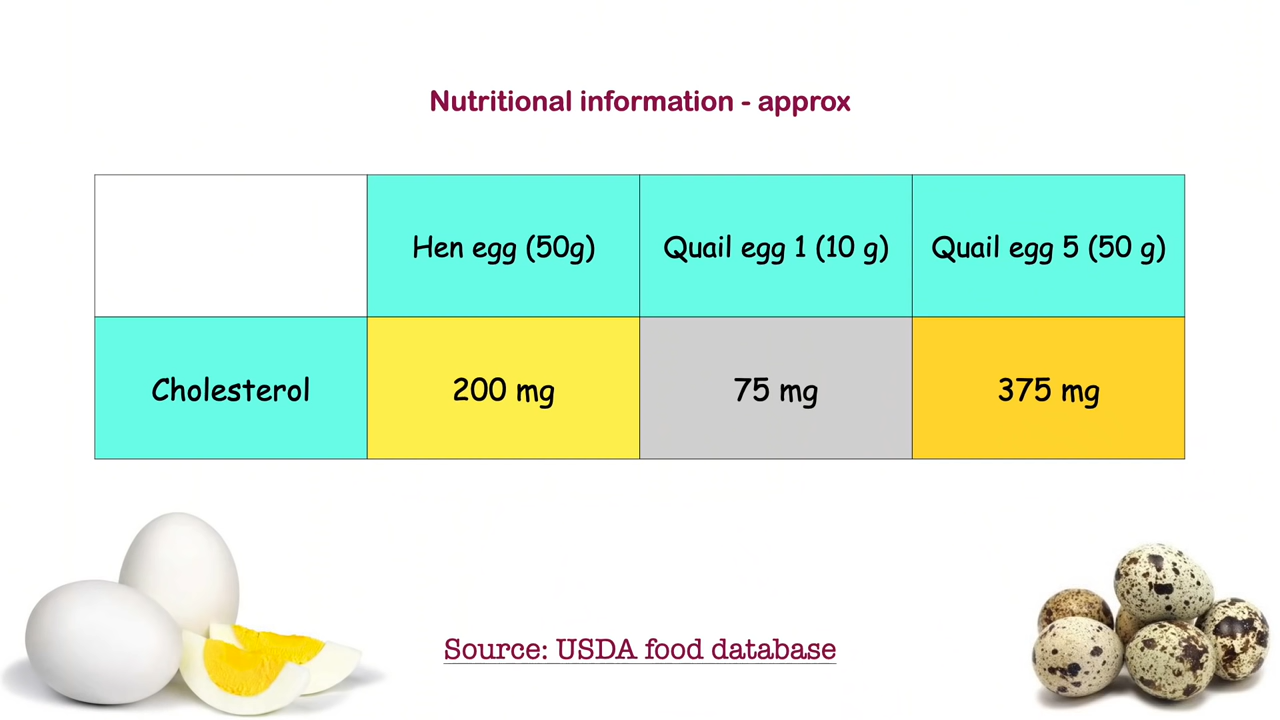 Nutritional information - approx
Hen egg (50g) Quail egg 1 (10 g) Quail egg 5 (50 g)
Cholesterol 200 mg 75 mg 375 mg
Source: USDA food database